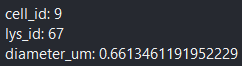 cell_id: 9
lys_id: 67
diameter_um: 0.6613461191952229